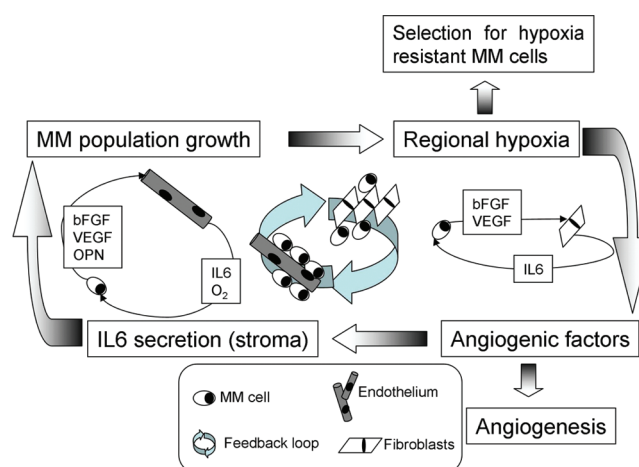 Selection for hypoxia
resistant MM cells
MM population growth
Regional hypoxia
bFGF
VEGF
OPN
IL6
O₂
bFGF
VEGF
IL6
IL6 secretion (stroma)
Angiogenic factors
MM cell
Endothelium
Feedback loop
Fibroblasts
Angiogenesis